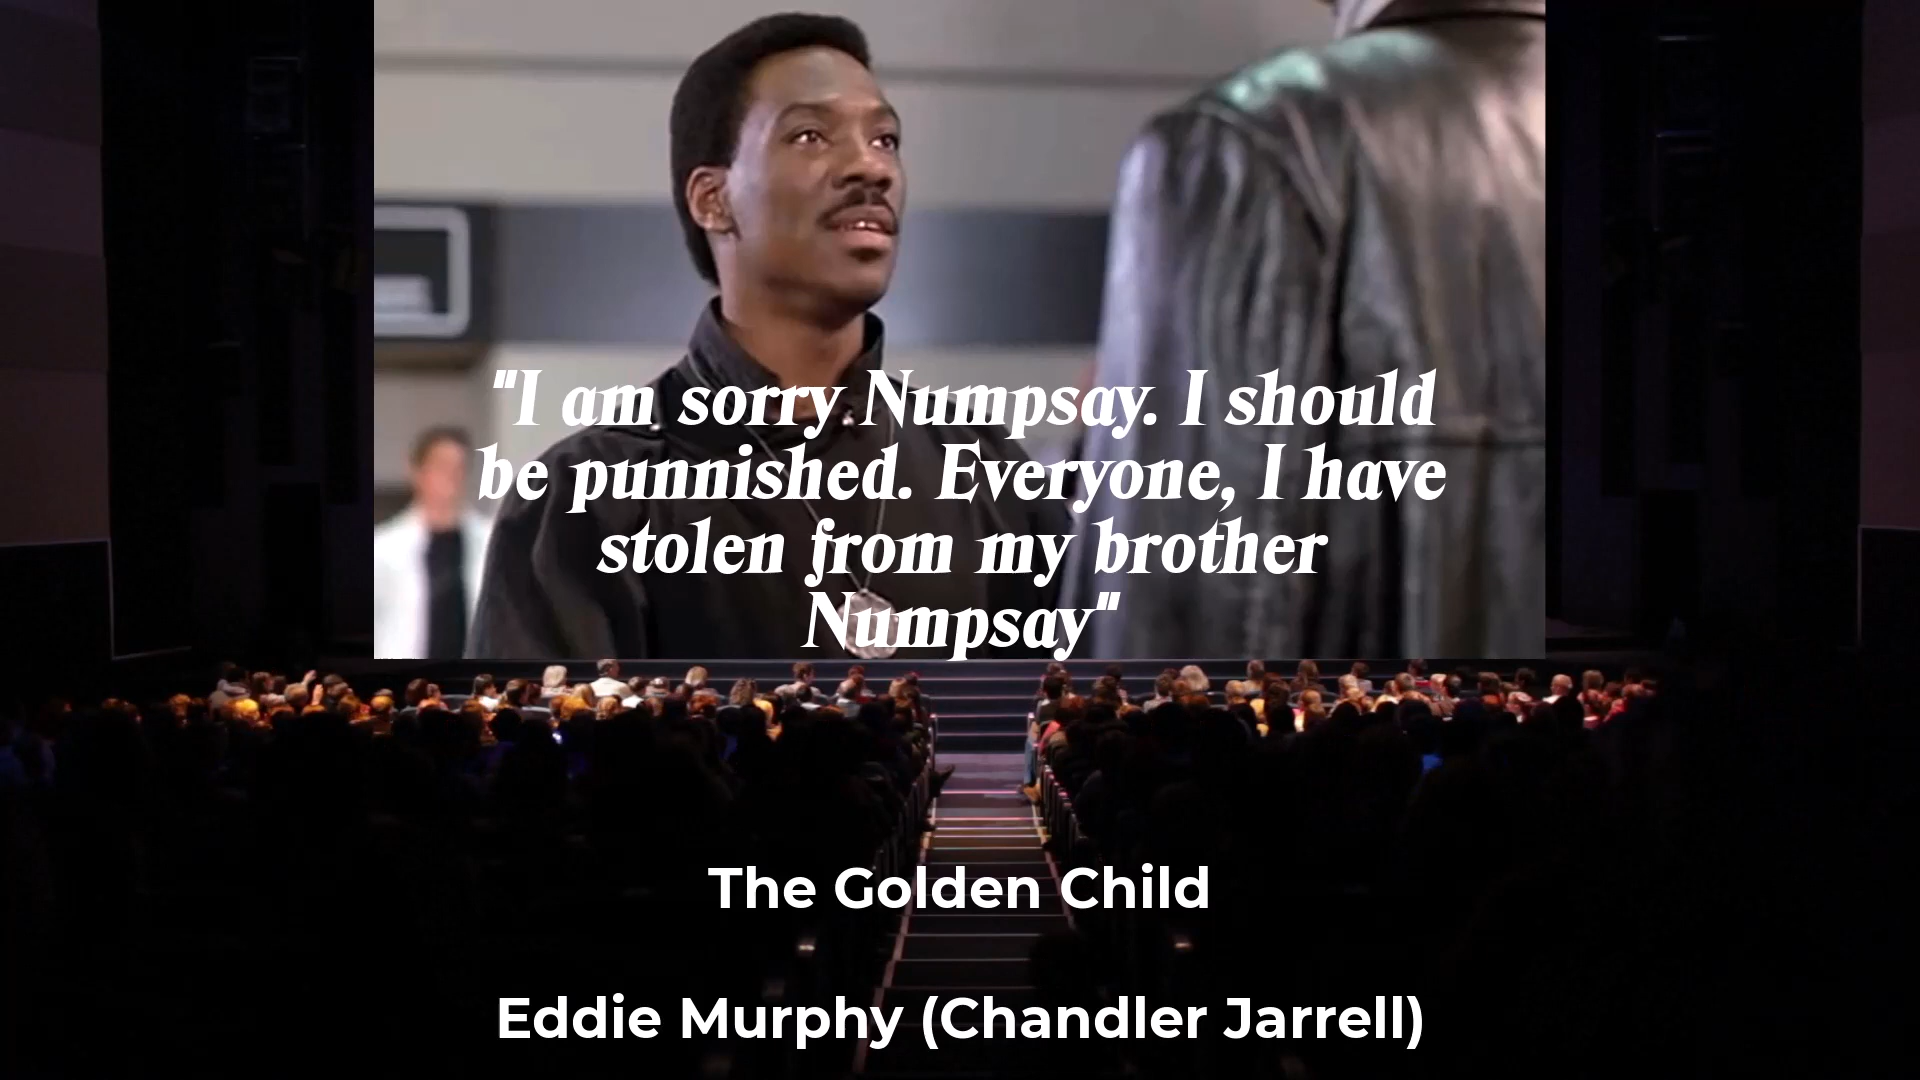 "I am sorry Numpsay. I should
be punnished. Everyone, I have
stolen from my brother
Numpsay"
The Golden Child
Eddie Murphy (Chandler Jarrell)